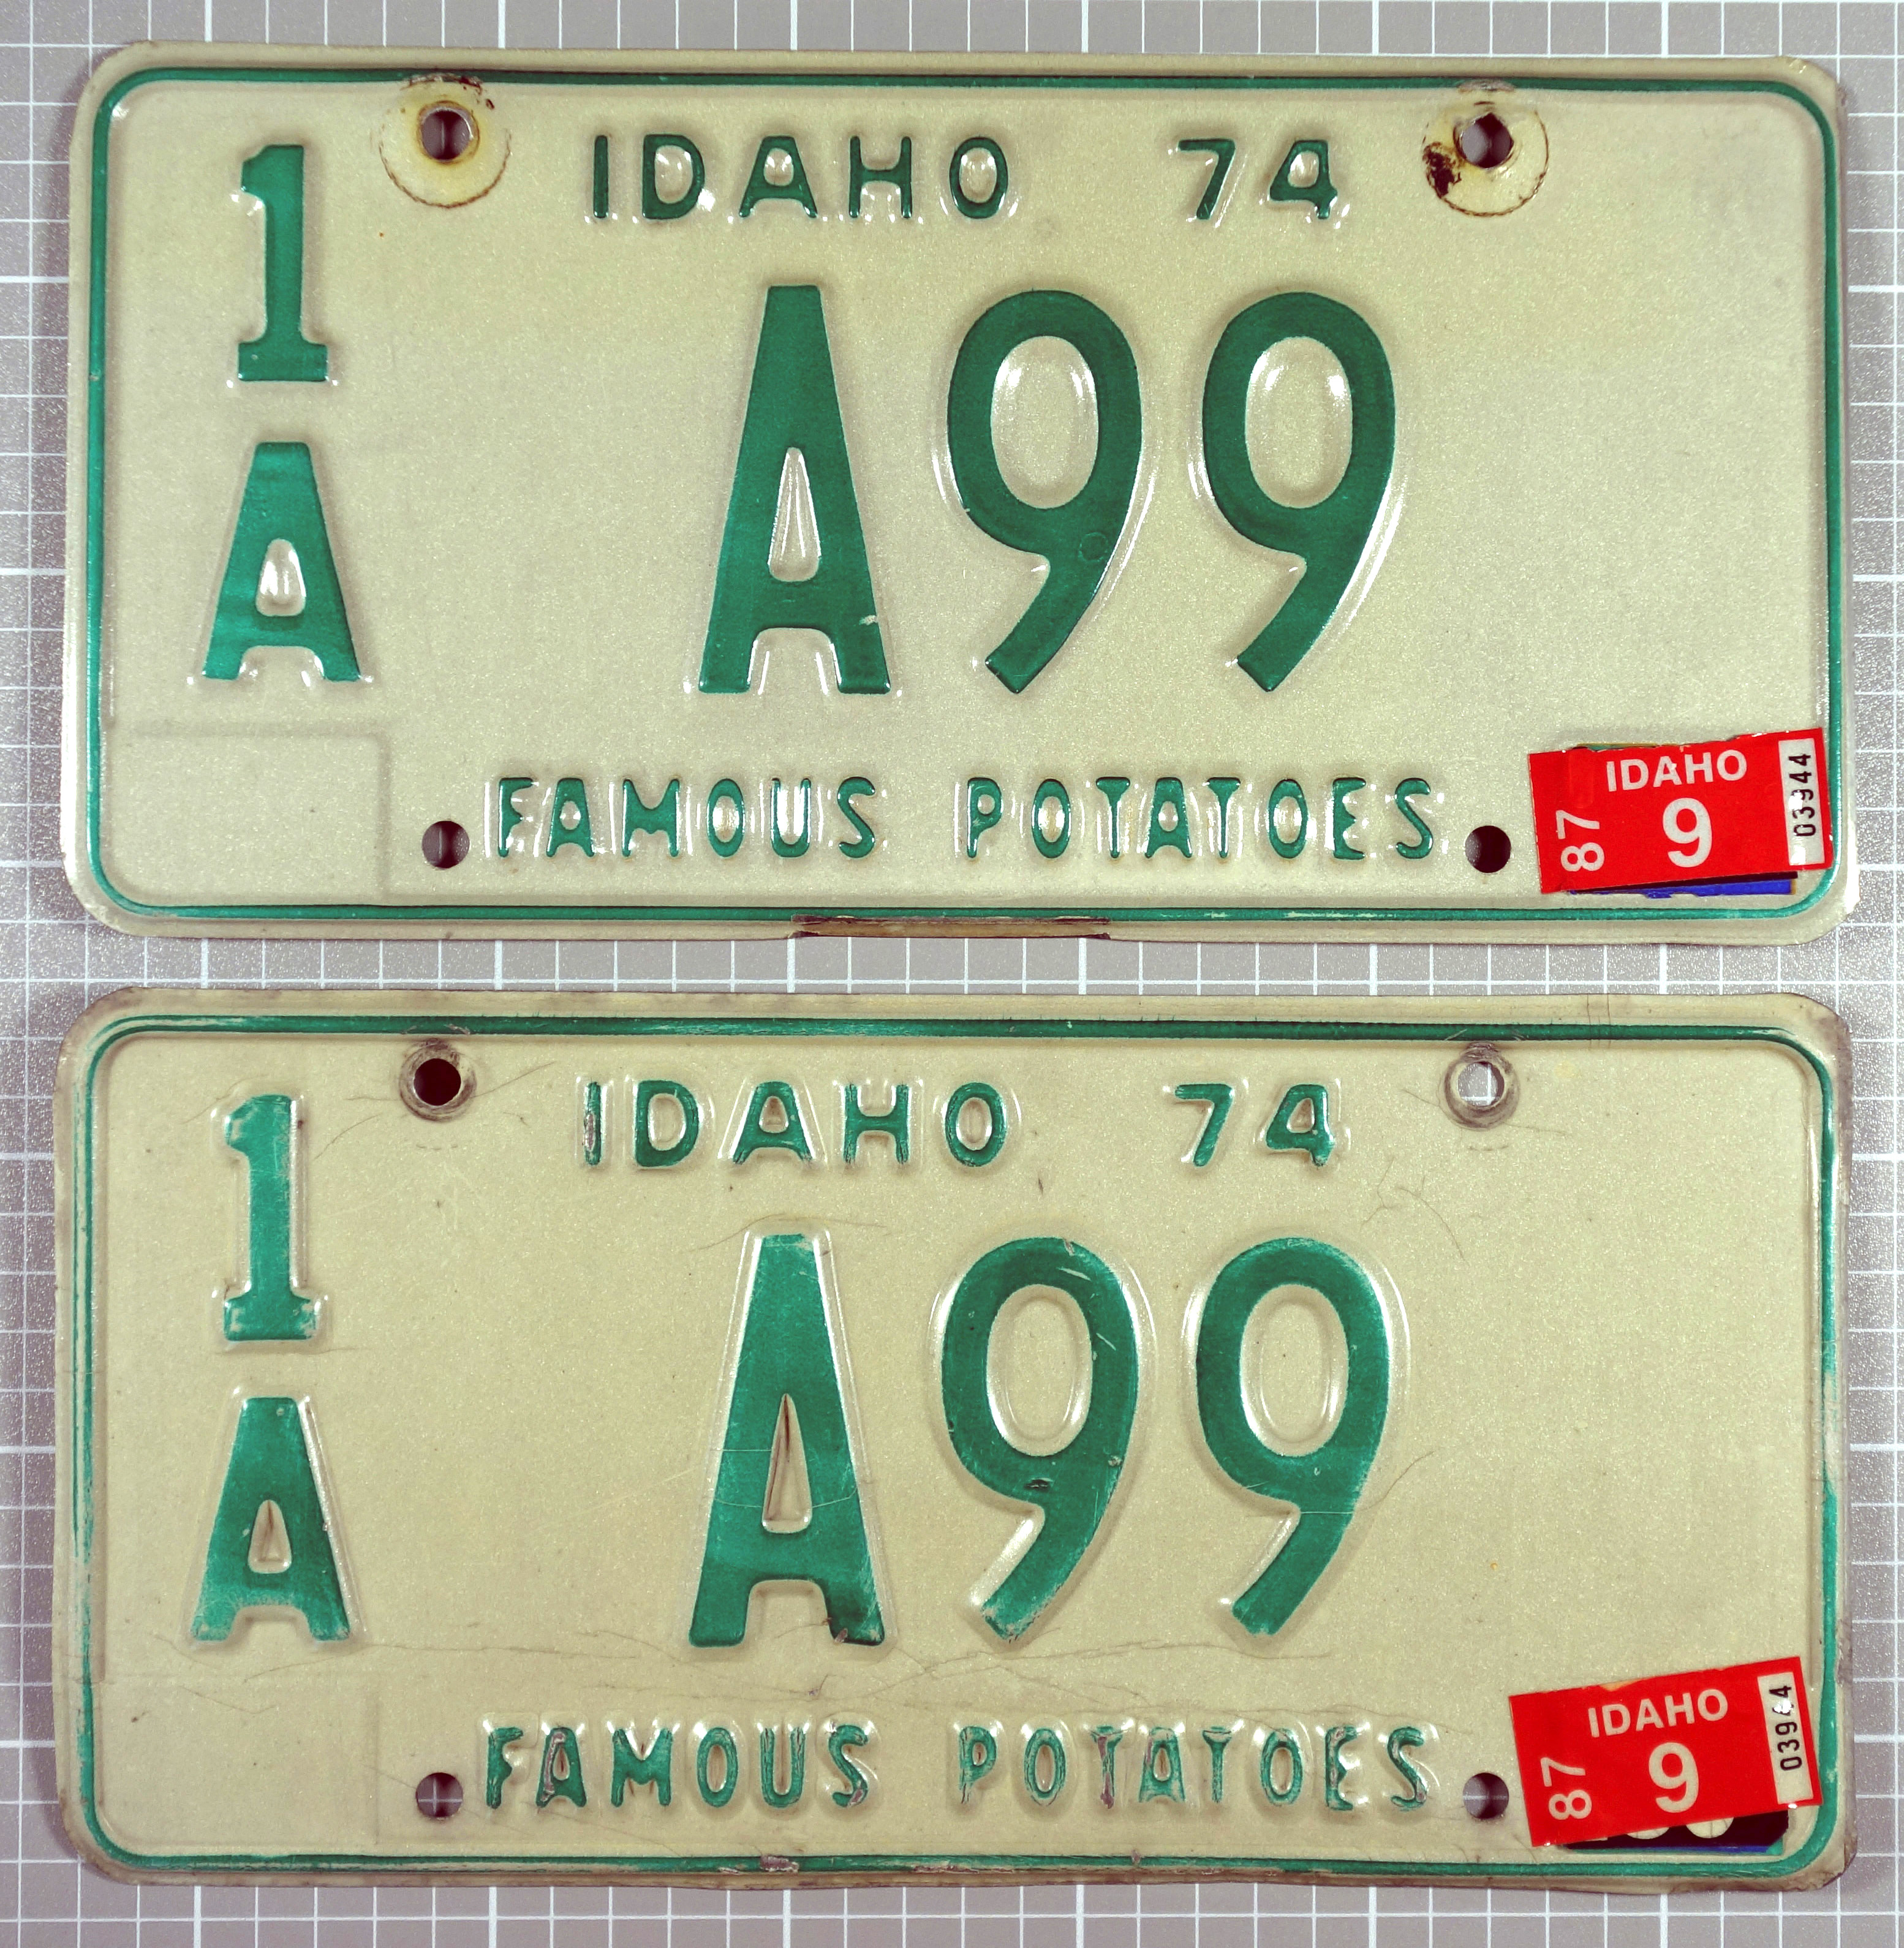 IDAHO 74
1
A
A99
FAMOUS POTATOES
IDAHO
87 9 03944
IDAHO 74
1
A
A99
FAMOUS POTATOES
IDAHO
87 9